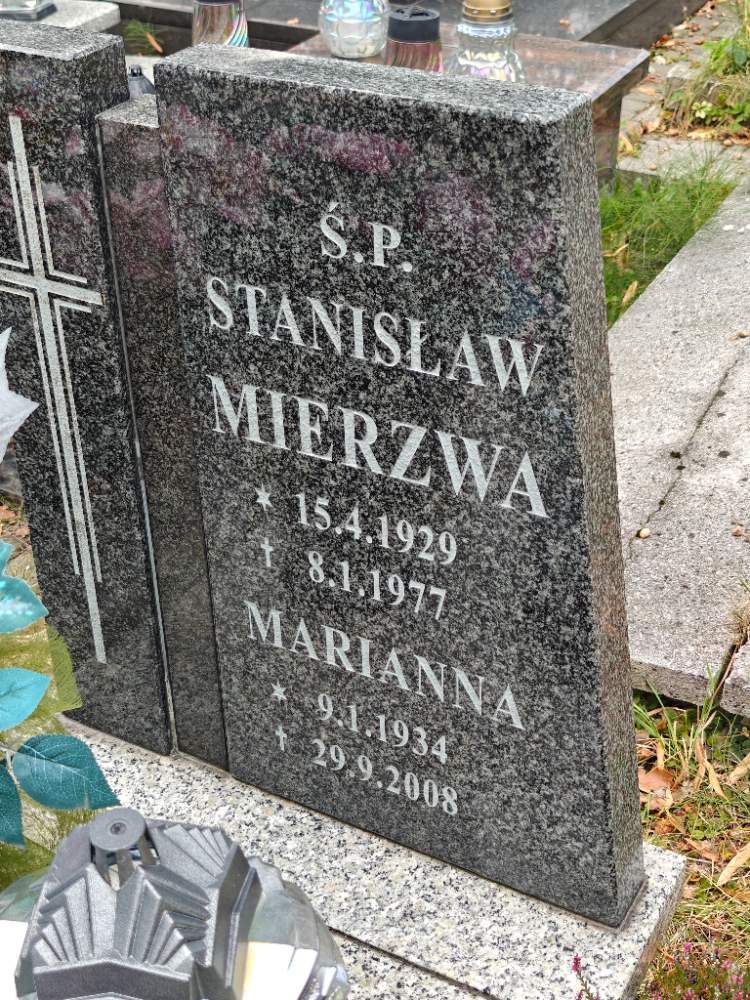 Ś.P.
STANISŁAW
MIERZWA
* 15.4.1929
† 8.1.1977
MARIANNA
* 9.1.1934
† 29.9.2008